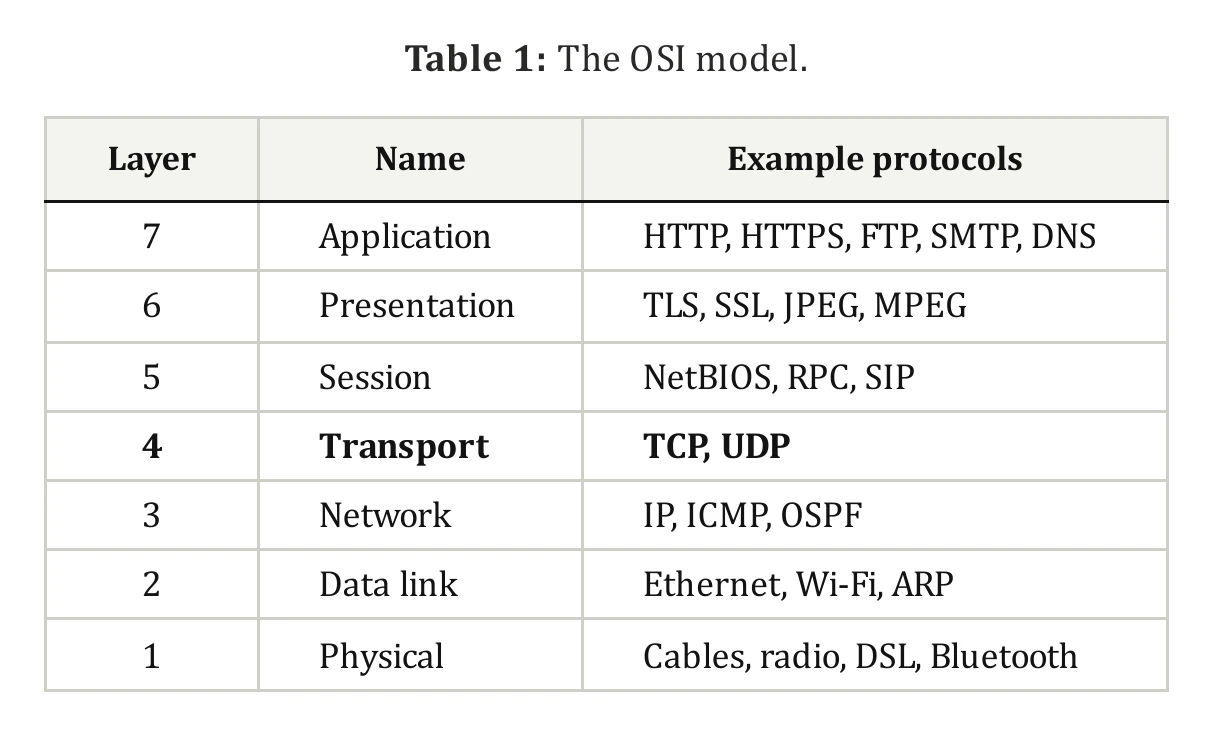 Table 1: The OSI model.
Layer Name Example protocols
7 Application HTTP, HTTPS, FTP, SMTP, DNS
6 Presentation TLS, SSL, JPEG, MPEG
5 Session NetBIOS, RPC, SIP
4 Transport TCP, UDP
3 Network IP, ICMP, OSPF
2 Data link Ethernet, Wi-Fi, ARP
1 Physical Cables, radio, DSL, Bluetooth